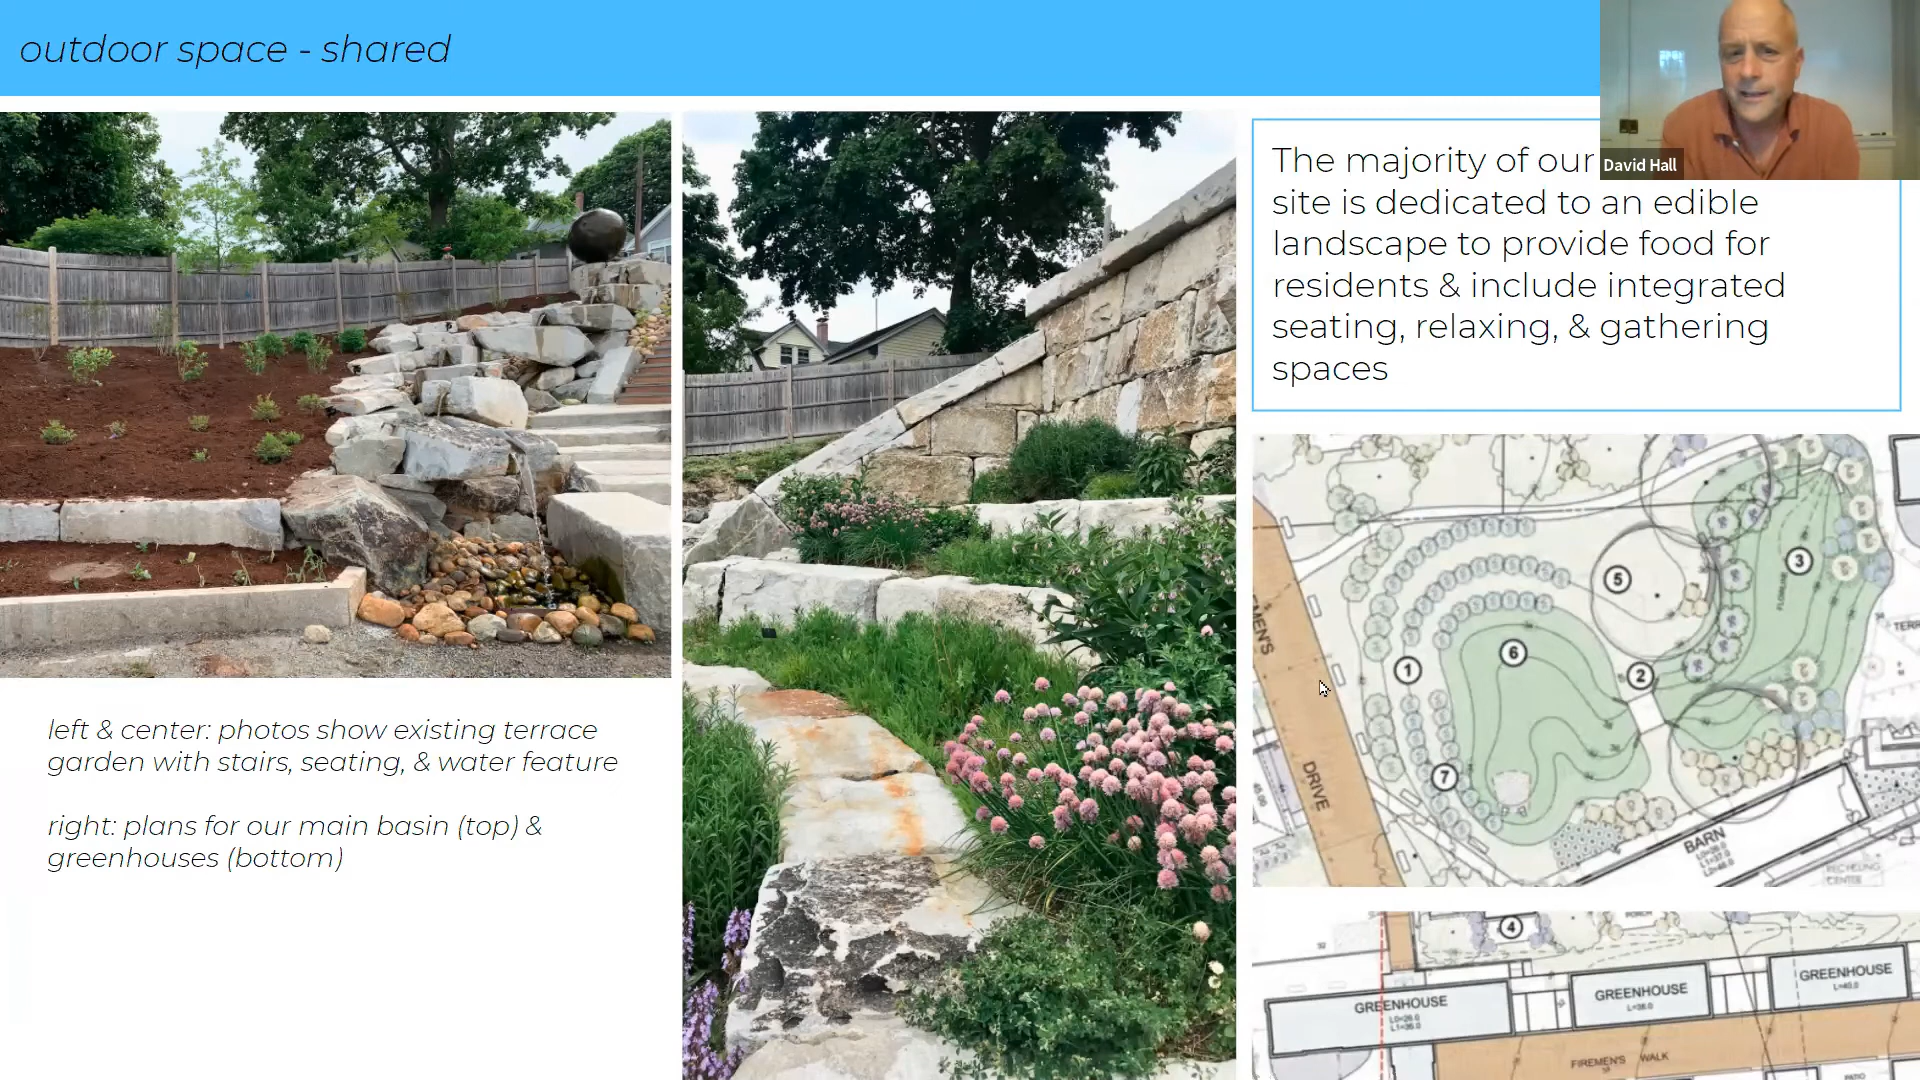 outdoor space - shared
David Hall
The majority of our
site is dedicated to an edible
landscape to provide food for
residents & include integrated
seating, relaxing, & gathering
spaces
left & center: photos show existing terrace
garden with stairs, seating, & water feature
right: plans for our main basin (top) &
greenhouses (bottom)
5
3
6
2
1
7
DRIVE
BARN
RECYCLING
CENTER
4
GREENHOUSE
GREENHOUSE
GREENHOUSE
FIREMEN'S WALK
PATIO